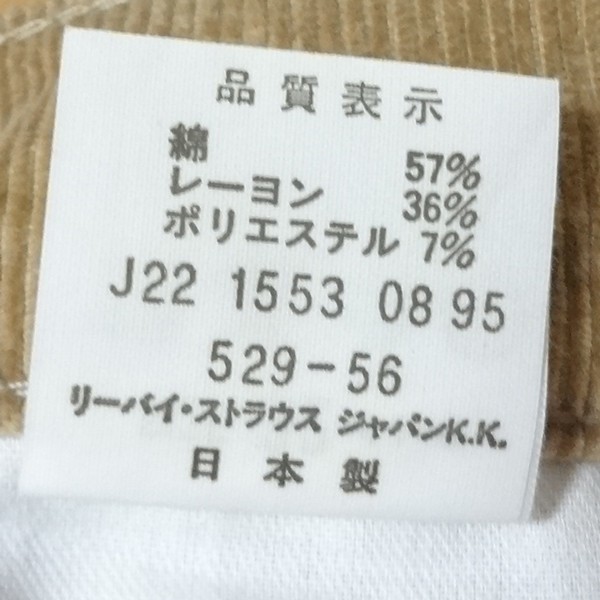 品質表示
綿 57%
レーヨン 36%
ポリエステル 7%
J22 1553 08 95
529-56
リーバイ・ストラウス ジャパンK.K.
日本製